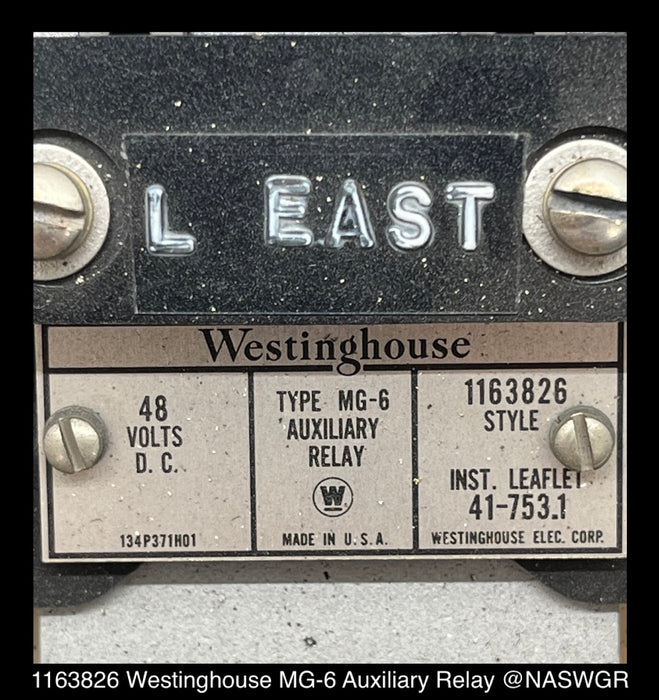 L EAST
Westinghouse
48
VOLTS
D. C.
134P371H01
TYPE MG-6
AUXILIARY
RELAY
W
MADE IN U.S.A.
1163826
STYLE
INST. LEAFLET
41-753.1
WESTINGHOUSE ELEC. CORP.
1163826 Westinghouse MG-6 Auxiliary Relay @NASWGR